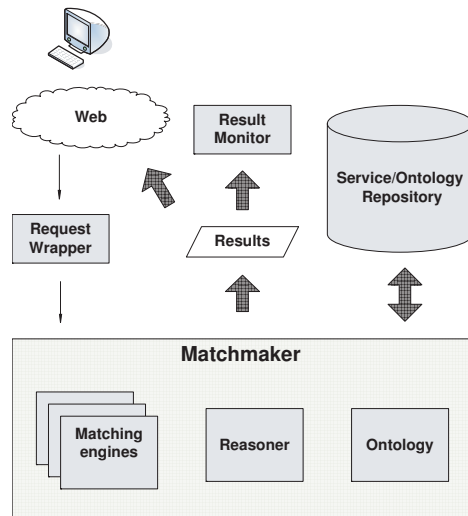 Web
Result
Monitor
Service/Ontology
Repository
Request
Wrapper
Results
Matchmaker
Matching
engines
Reasoner
Ontology